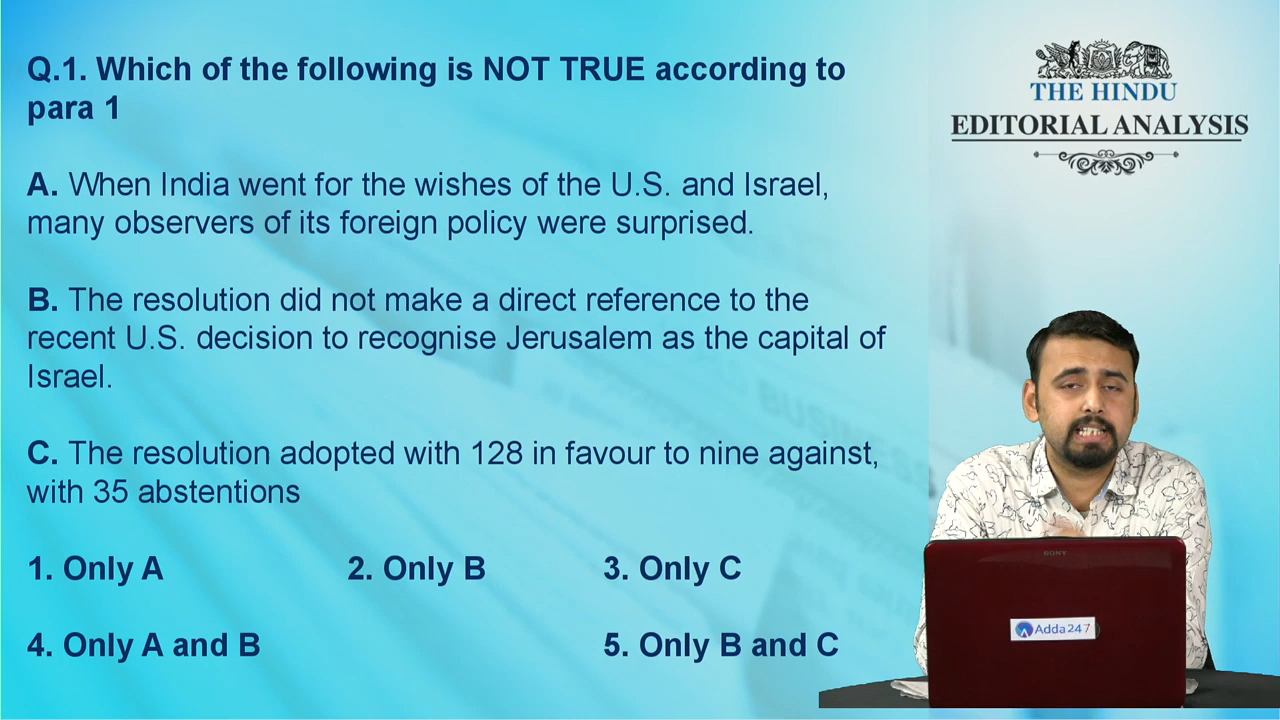 Q.1. Which of the following is NOT TRUE according to
para 1
A. When India went for the wishes of the U.S. and Israel,
many observers of its foreign policy were surprised.
B. The resolution did not make a direct reference to the
recent U.S. decision to recognise Jerusalem as the capital of
Israel.
C. The resolution adopted with 128 in favour to nine against,
with 35 abstentions
1. Only A 2. Only B 3. Only C
4. Only A and B 5. Only B and C
THE HINDU
EDITORIAL ANALYSIS
SONY
Adda247